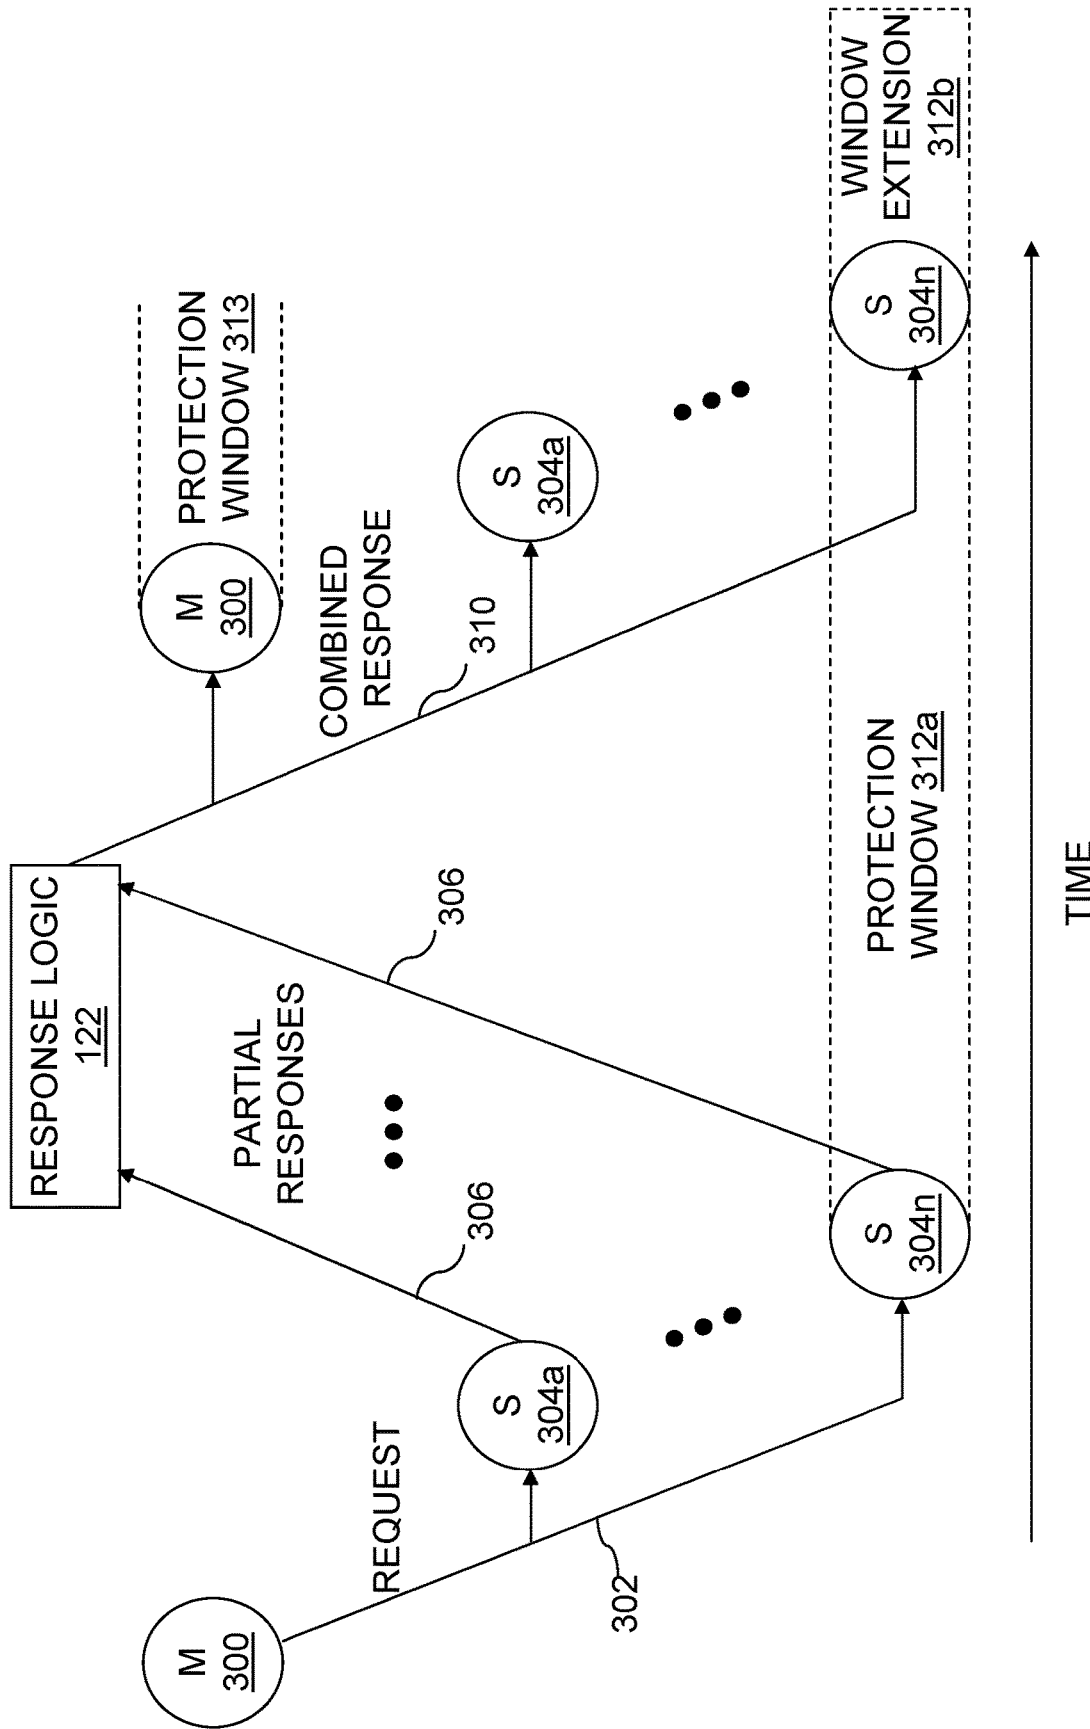 RESPONSE LOGIC
122
M
300
REQUEST
302
S
304a
S
304n
306
PARTIAL
RESPONSES
306
COMBINED
RESPONSE
310
M
300
PROTECTION
WINDOW 313
S
304a
S
304n
PROTECTION
WINDOW 312a
WINDOW
EXTENSION
312b
TIME